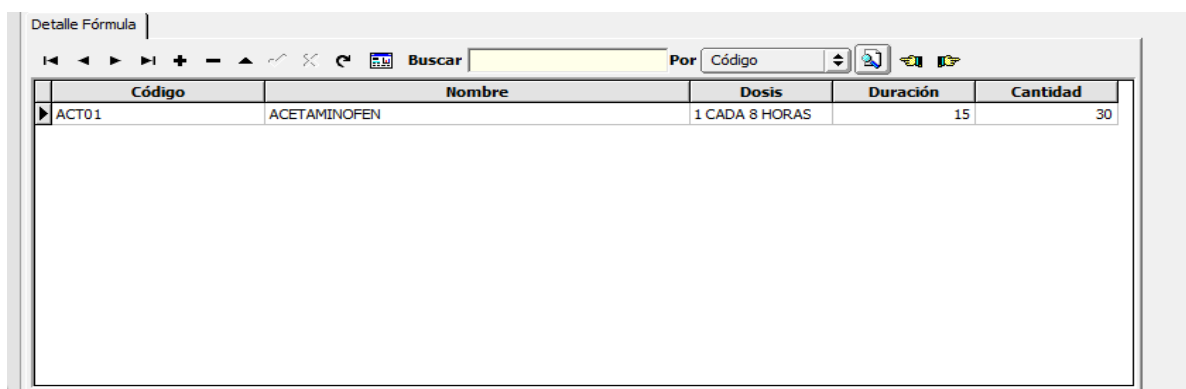 Detalle Fórmula
Buscar Por Código
Código Nombre Dosis Duración Cantidad
ACT01 ACETAMINOFEN 1 CADA 8 HORAS 15 30